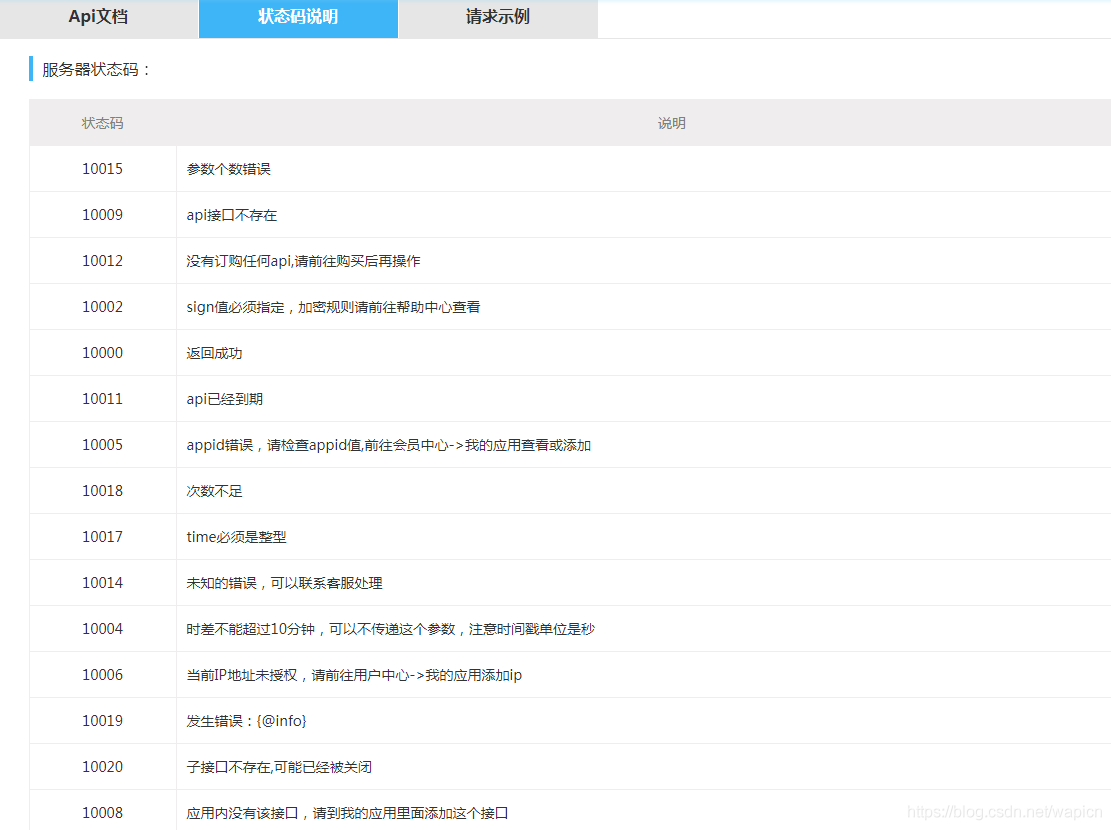 Api文档 状态码说明 请求示例
服务器状态码：
状态码 说明
10015 参数个数错误
10009 api接口不存在
10012 没有订购任何api,请前往购买后再操作
10002 sign值必须指定，加密规则请前往帮助中心查看
10000 返回成功
10011 api已经到期
10005 appid错误，请检查appid值,前往会员中心->我的应用查看或添加
10018 次数不足
10017 time必须是整型
10014 未知的错误，可以联系客服处理
10004 时差不能超过10分钟，可以不传递这个参数，注意时间戳单位是秒
10006 当前IP地址未授权，请前往用户中心->我的应用添加ip
10019 发生错误：{@info}
10020 子接口不存在,可能已经被关闭
10008 应用内没有该接口，请到我的应用里面添加这个接口
https://blog.csdn.net/wapicn